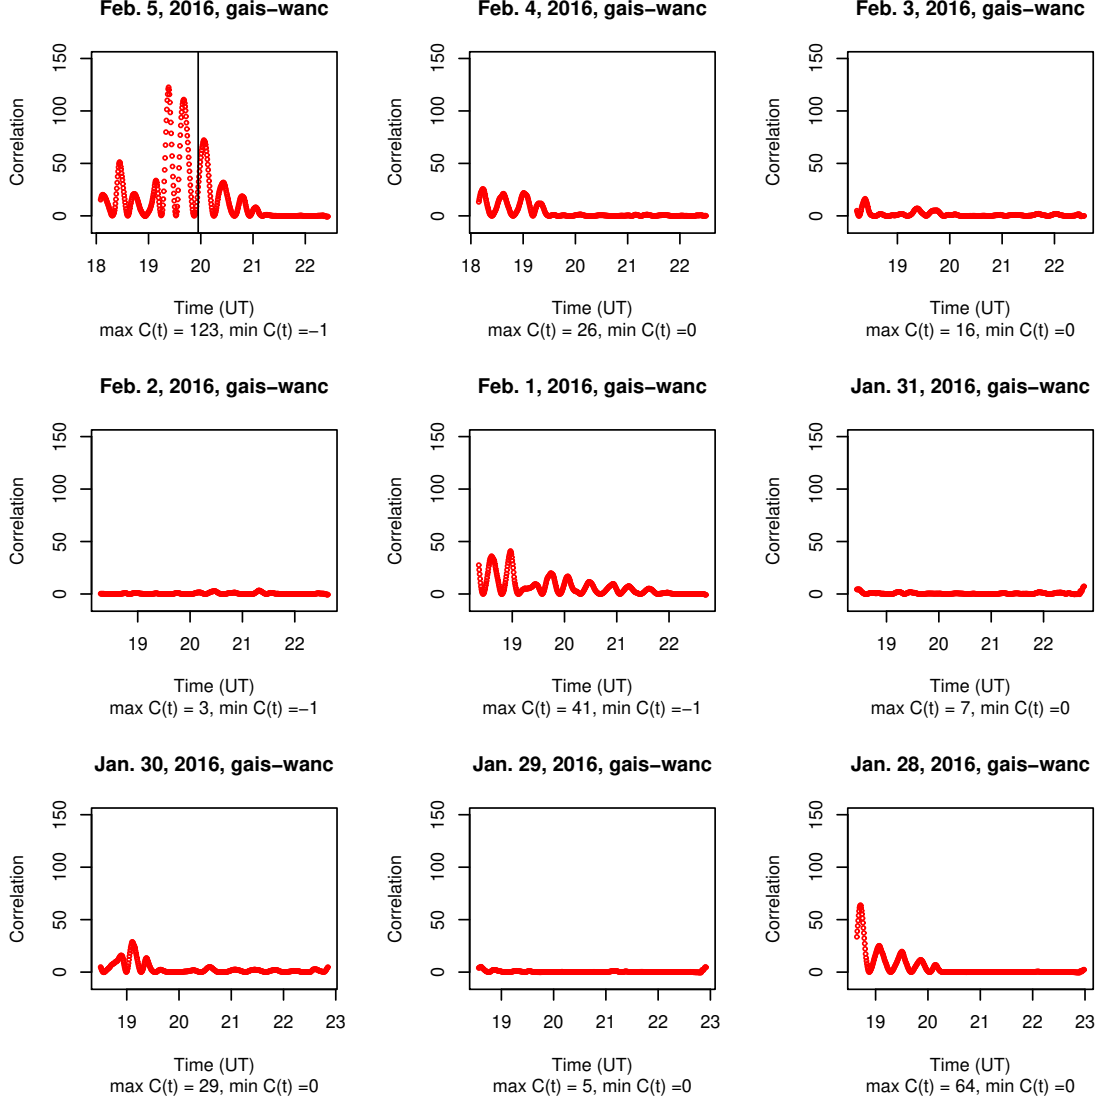 Feb. 5, 2016, gais−wanc
Correlation
150
100
50
0
18 19 20 21 22
Time (UT)
max C(t) = 123, min C(t) =−1
Feb. 4, 2016, gais−wanc
Correlation
150
100
50
0
18 19 20 21 22
Time (UT)
max C(t) = 26, min C(t) =0
Feb. 3, 2016, gais−wanc
Correlation
150
100
50
0
19 20 21 22
Time (UT)
max C(t) = 16, min C(t) =0
Feb. 2, 2016, gais−wanc
Correlation
150
100
50
0
19 20 21 22
Time (UT)
max C(t) = 3, min C(t) =−1
Feb. 1, 2016, gais−wanc
Correlation
150
100
50
0
19 20 21 22
Time (UT)
max C(t) = 41, min C(t) =−1
Jan. 31, 2016, gais−wanc
Correlation
150
100
50
0
19 20 21 22
Time (UT)
max C(t) = 7, min C(t) =0
Jan. 30, 2016, gais−wanc
Correlation
150
100
50
0
19 20 21 22 23
Time (UT)
max C(t) = 29, min C(t) =0
Jan. 29, 2016, gais−wanc
Correlation
150
100
50
0
19 20 21 22 23
Time (UT)
max C(t) = 5, min C(t) =0
Jan. 28, 2016, gais−wanc
Correlation
150
100
50
0
19 20 21 22 23
Time (UT)
max C(t) = 64, min C(t) =0